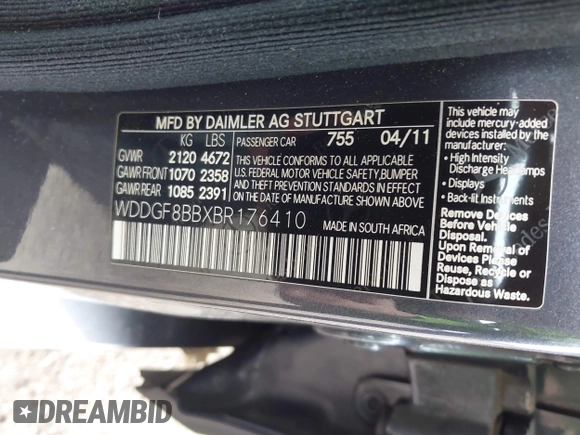 MFD BY DAIMLER AG STUTTGART
KG LBS PASSENGER CAR 755 04/11
GVWR 2120 4672
GAWR FRONT 1070 2358
GAWR REAR 1085 2391
THIS VEHICLE CONFORMS TO ALL APPLICABLE
U.S. FEDERAL MOTOR VEHICLE SAFETY, BUMPER
AND THEFT PREVENTION STANDARDS IN EFFECT
ON THE DATE OF MANUFACTURE SHOWN ABOVE
WDDGF8BBXBR176410 MADE IN SOUTH AFRICA
This vehicle may
include mercury-added
devices installed by the
manufacturer:
• High Intensity
Discharge Headlamps
• Displays
• Back-lit Instruments
Remove Devices
Before Vehicle
Disposal.
Upon Removal of
Devices Please
Reuse, Recycle or
Dispose as
Hazardous Waste.
DREAMBID